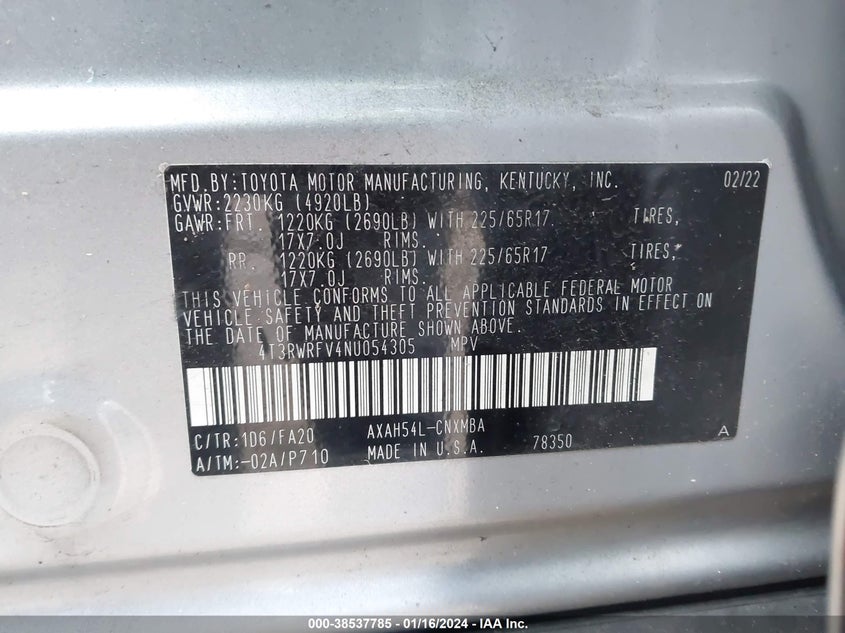 MFD.BY:TOYOTA MOTOR MANUFACTURING, KENTUCKY, INC. 02/22
GVWR:2230KG (4920LB)
GAWR:FRT. 1220KG (2690LB) WITH 225/65R17 TIRES,
17X7.0J RIMS.
RR. 1220KG (2690LB) WITH 225/65R17 TIRES,
17X7.0J RIMS.
THIS VEHICLE CONFORMS TO ALL APPLICABLE FEDERAL MOTOR
VEHICLE SAFETY AND THEFT PREVENTION STANDARDS IN EFFECT ON
THE DATE OF MANUFACTURE SHOWN ABOVE.
4T3RWRFV4NU054305 MPV
C/TR:1D6/FA20 AXAH54L-CNXMBA
A/TM:-02A/P710 MADE IN U.S.A. 78350 A
000-38537785 - 01/16/2024 - IAA Inc.